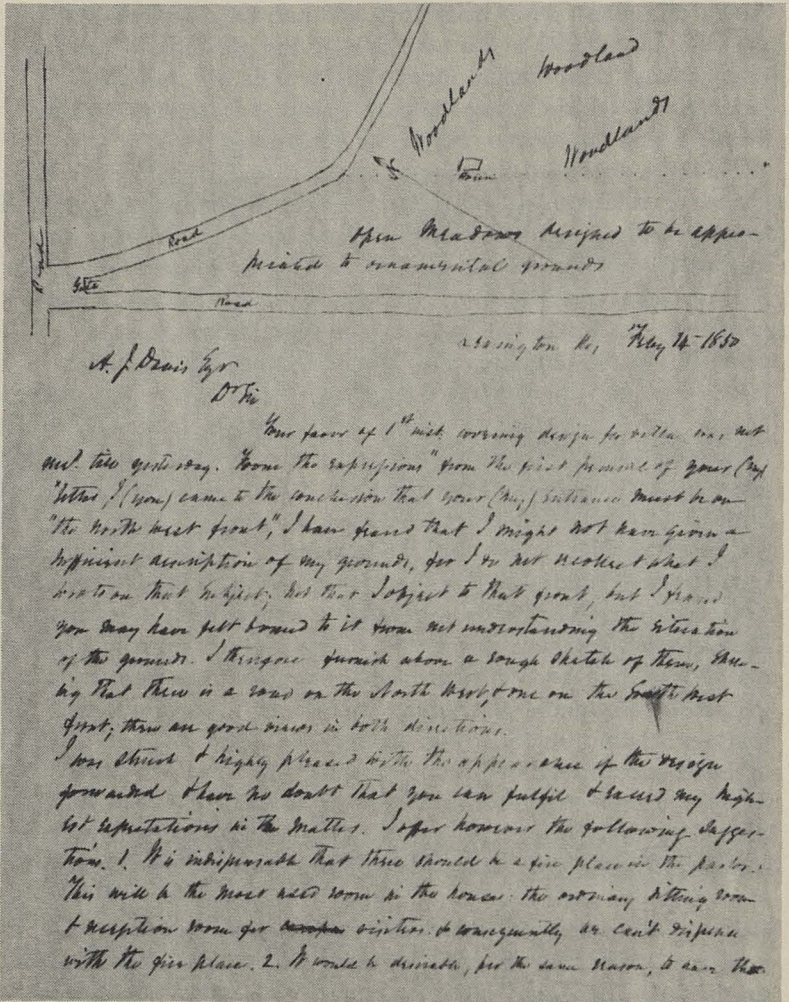 Woodlands
Woodland
Woodlands
House
Road
Road
Gate
Road
Open Meadows designed to be appro-
priated to ornamental grounds
Lexington Ky, Feby 14 1850
A. J. Davis Esqr
Dr Sir
Your favor of 1st inst. covering design for villa was not
recd. till yesterday. From the expressions "from the first perusal of your (my)
"letter I (you) came to the conclusion that your (my) Entrance must be on
"the North west front", I have feared that I might not have given a
sufficient description of my grounds, for I do not recollect what I
wrote on that subject; not that I object to that front, but I feared
you may have felt bound to it from not understanding the situation
of the grounds. I therefore furnish above a rough sketch of them, show-
ing that there is a road on the North West, & one on the South West
front; there are good views in both directions.
I was struck & highly pleased with the appearance of the design
forwarded & have no doubt that you can fulfil & exceed my high-
est expectations in the matter. I offer however the following sugges-
tions. 1. It is indispensable that there should be a fire place in the parlor.
This will be the most used room in the house: the ordinary sitting room
& reception room for visitors & consequently we can't dispense
with the fire place. 2. It would be desirable, for the same reason, to have the